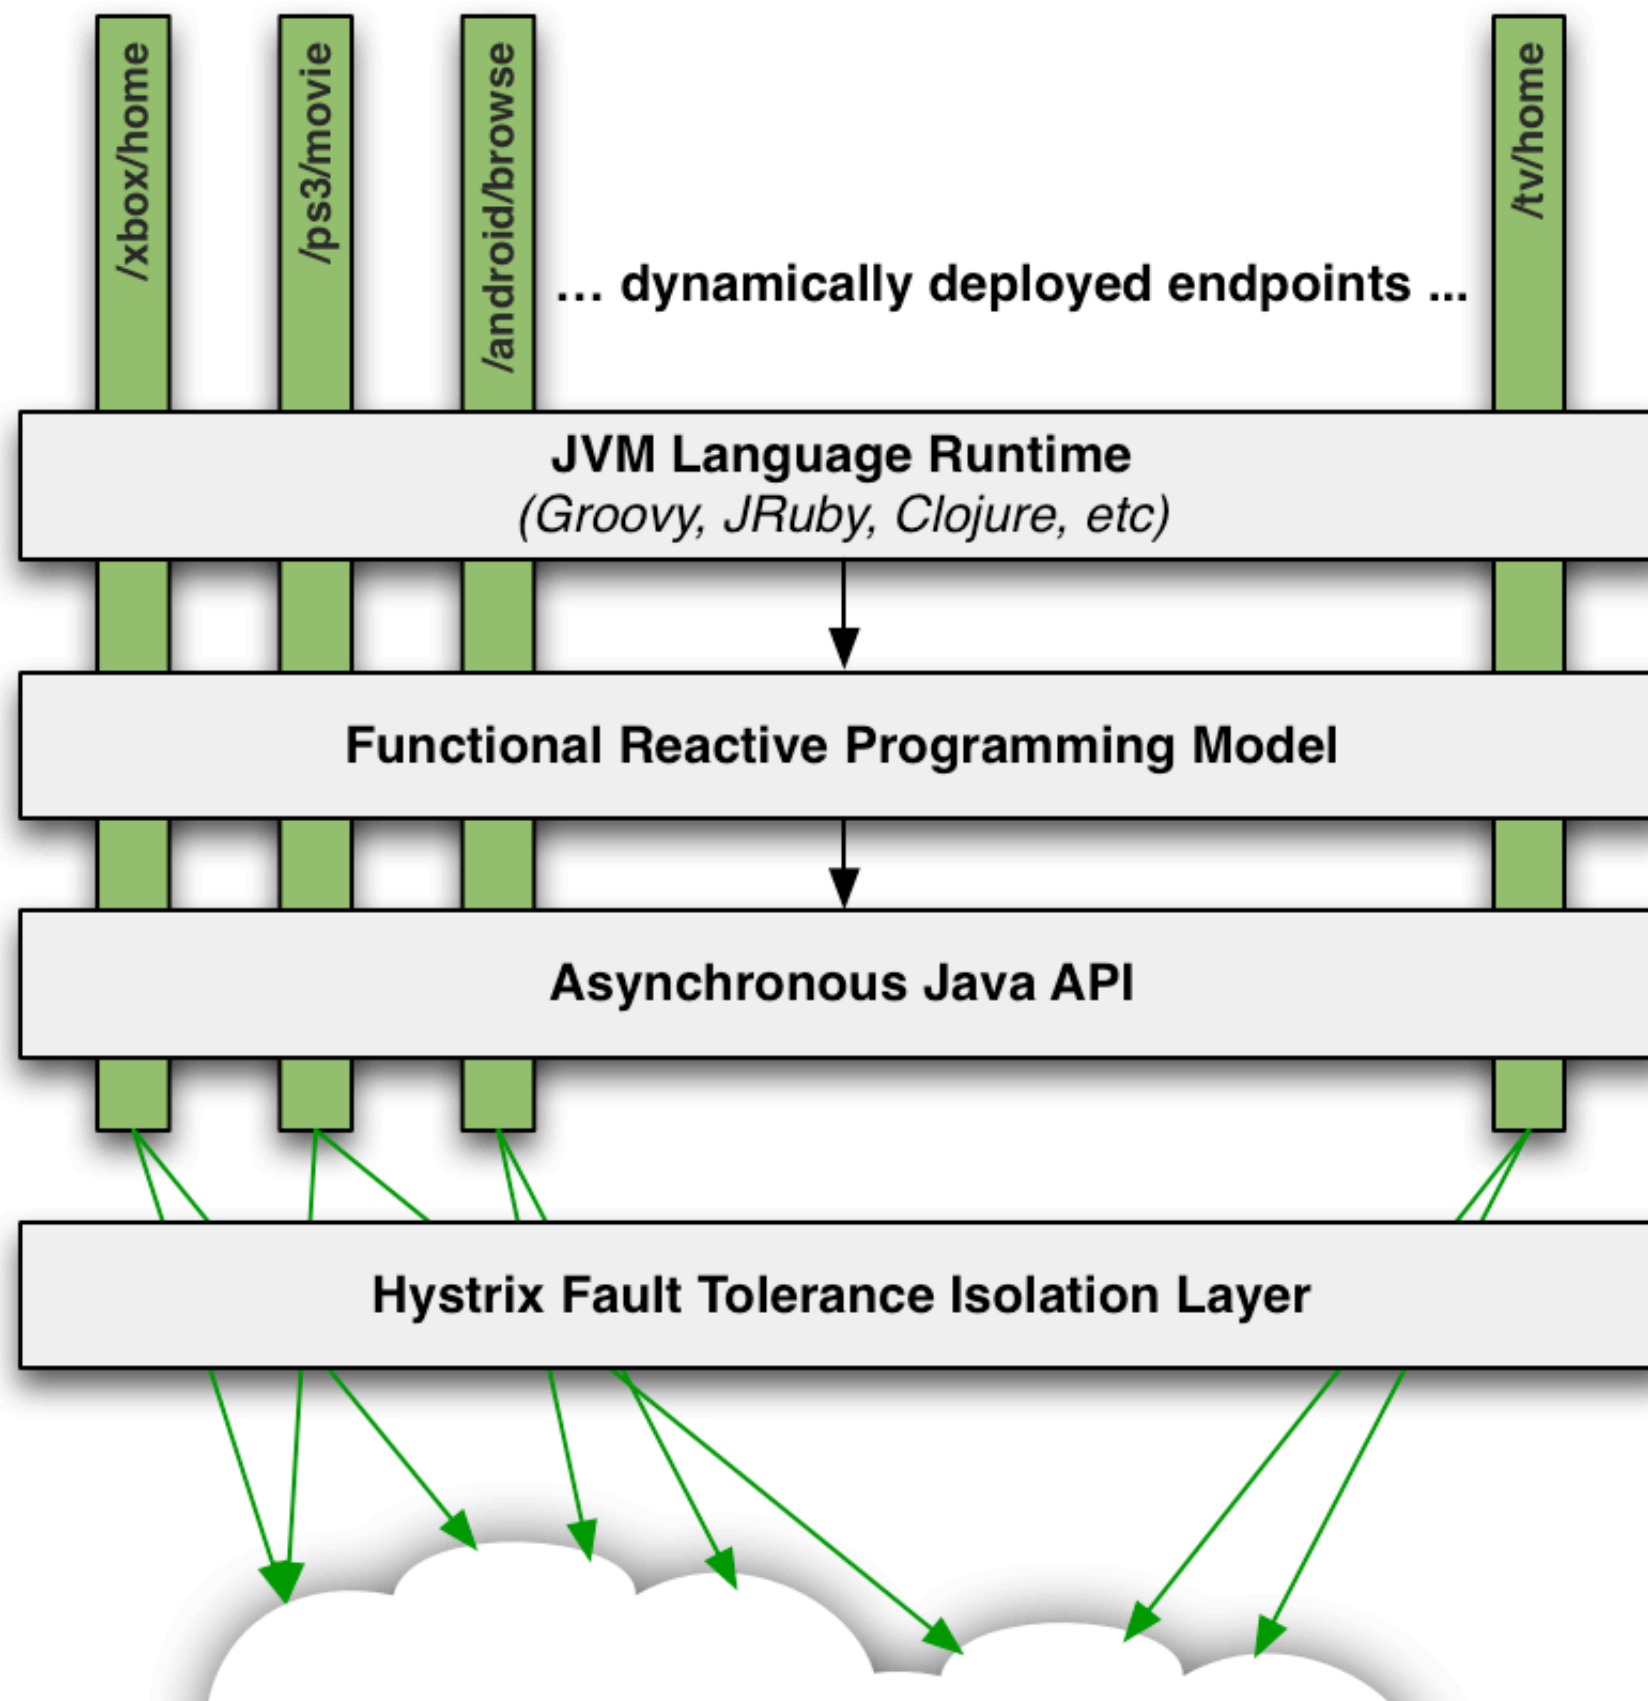 /xbox/home
/ps3/movie
/android/browse
/tv/home
... dynamically deployed endpoints ...
JVM Language Runtime
(Groovy, JRuby, Clojure, etc)
Functional Reactive Programming Model
Asynchronous Java API
Hystrix Fault Tolerance Isolation Layer